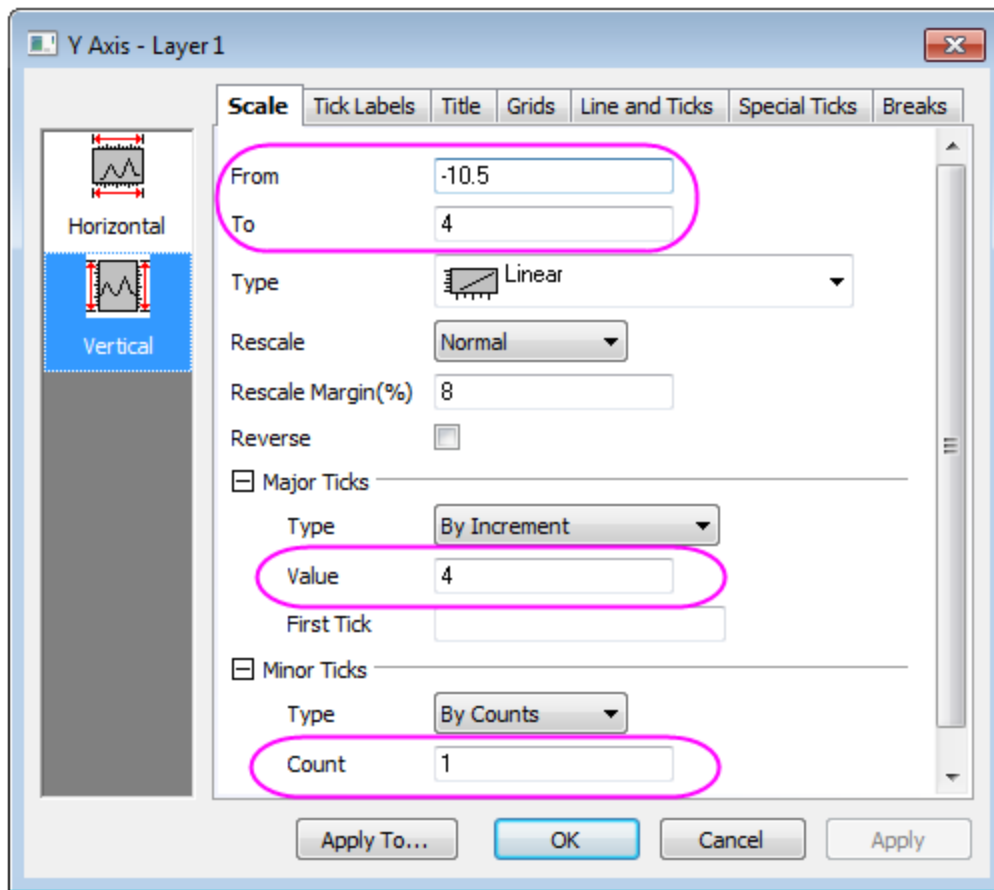 Y Axis - Layer 1
Scale Tick Labels Title Grids Line and Ticks Special Ticks Breaks
Horizontal
Vertical
From -10.5
To 4
Type Linear
Rescale Normal
Rescale Margin(%) 8
Reverse
Major Ticks
Type By Increment
Value 4
First Tick
Minor Ticks
Type By Counts
Count 1
Apply To... OK Cancel Apply